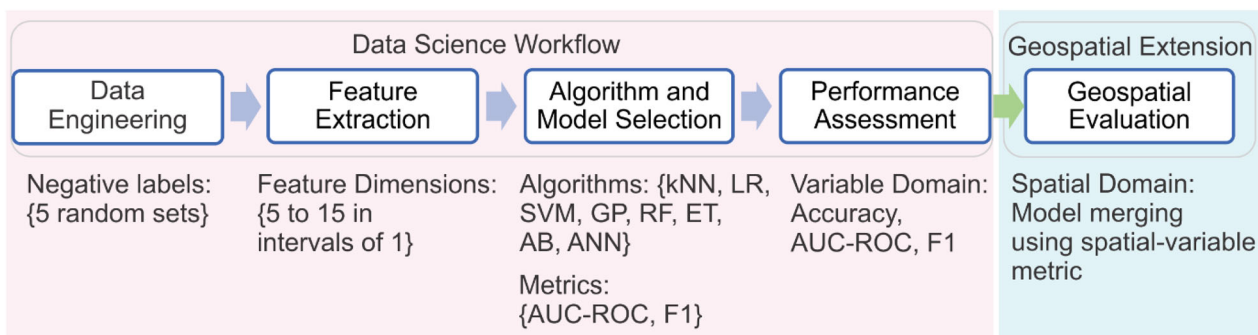 Data Science Workflow
Geospatial Extension
Data
Engineering
Feature
Extraction
Algorithm and
Model Selection
Performance
Assessment
Geospatial
Evaluation
Negative labels:
{5 random sets}
Feature Dimensions:
{5 to 15 in
intervals of 1}
Algorithms: {kNN, LR,
SVM, GP, RF, ET,
AB, ANN}
Metrics:
{AUC-ROC, F1}
Variable Domain:
Accuracy,
AUC-ROC, F1
Spatial Domain:
Model merging
using spatial-variable
metric